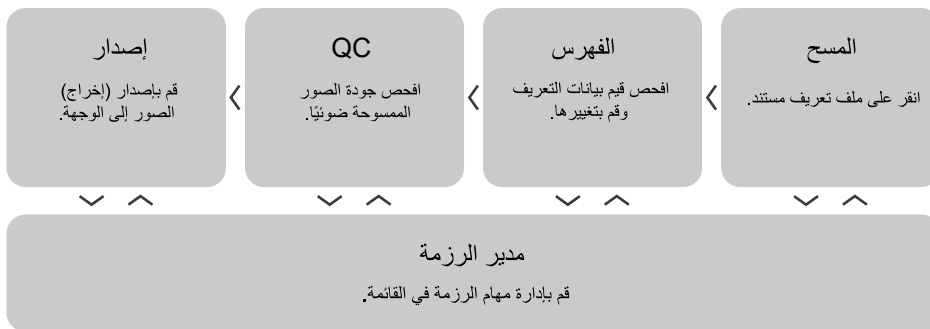 المسح
انقر على ملف تعريف مستند.
الفهرس
افحص قيم بيانات التعريف
وقم بتغييرها.
QC
افحص جودة الصور
الممسوحة ضوئيًا.
إصدار
قم بإصدار (إخراج)
الصور إلى الوجهة.
مدير الرزمة
قم بإدارة مهام الرزمة في القائمة.